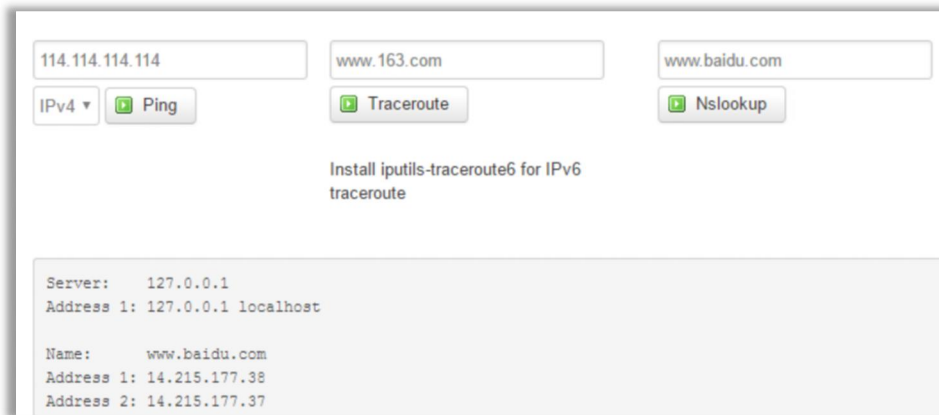 114.114.114.114 www.163.com www.baidu.com
IPv4 Ping Traceroute Nslookup
Install iputils-traceroute6 for IPv6
traceroute
Server: 127.0.0.1
Address 1: 127.0.0.1 localhost
Name: www.baidu.com
Address 1: 14.215.177.38
Address 2: 14.215.177.37